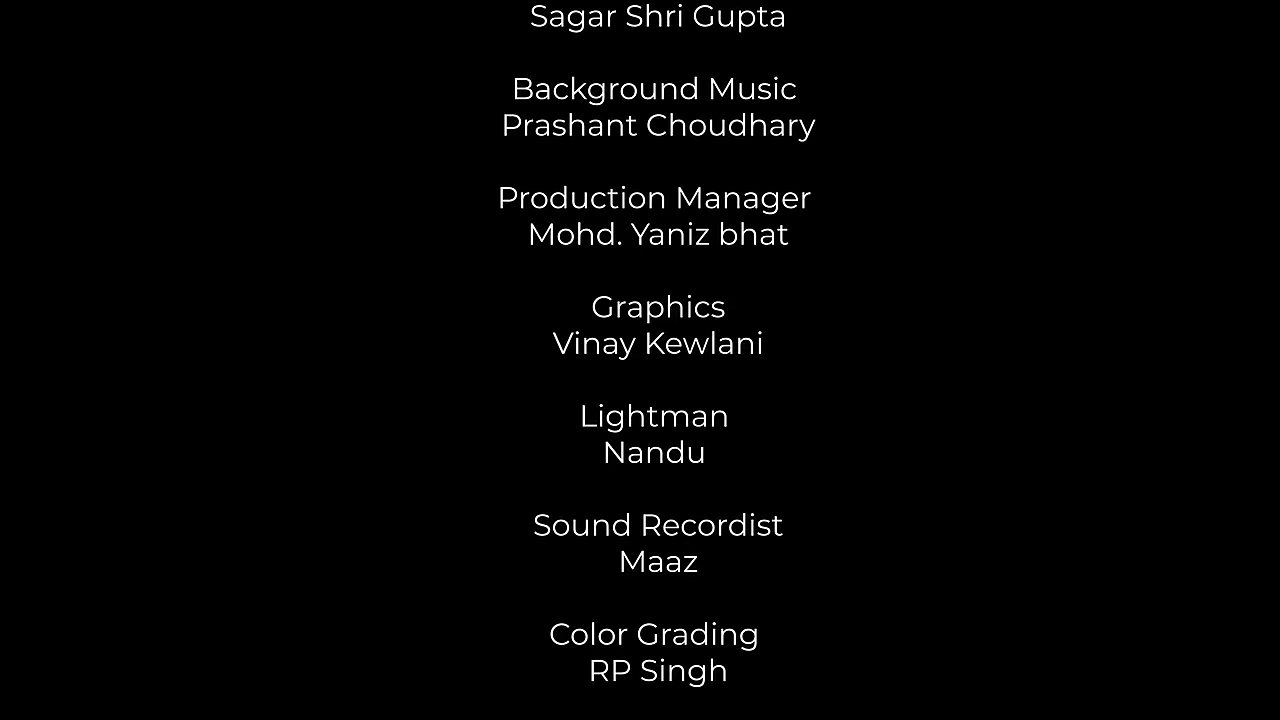 Sagar Shri Gupta
Background Music
Prashant Choudhary
Production Manager
Mohd. Yaniz bhat
Graphics
Vinay Kewlani
Lightman
Nandu
Sound Recordist
Maaz
Color Grading
RP Singh